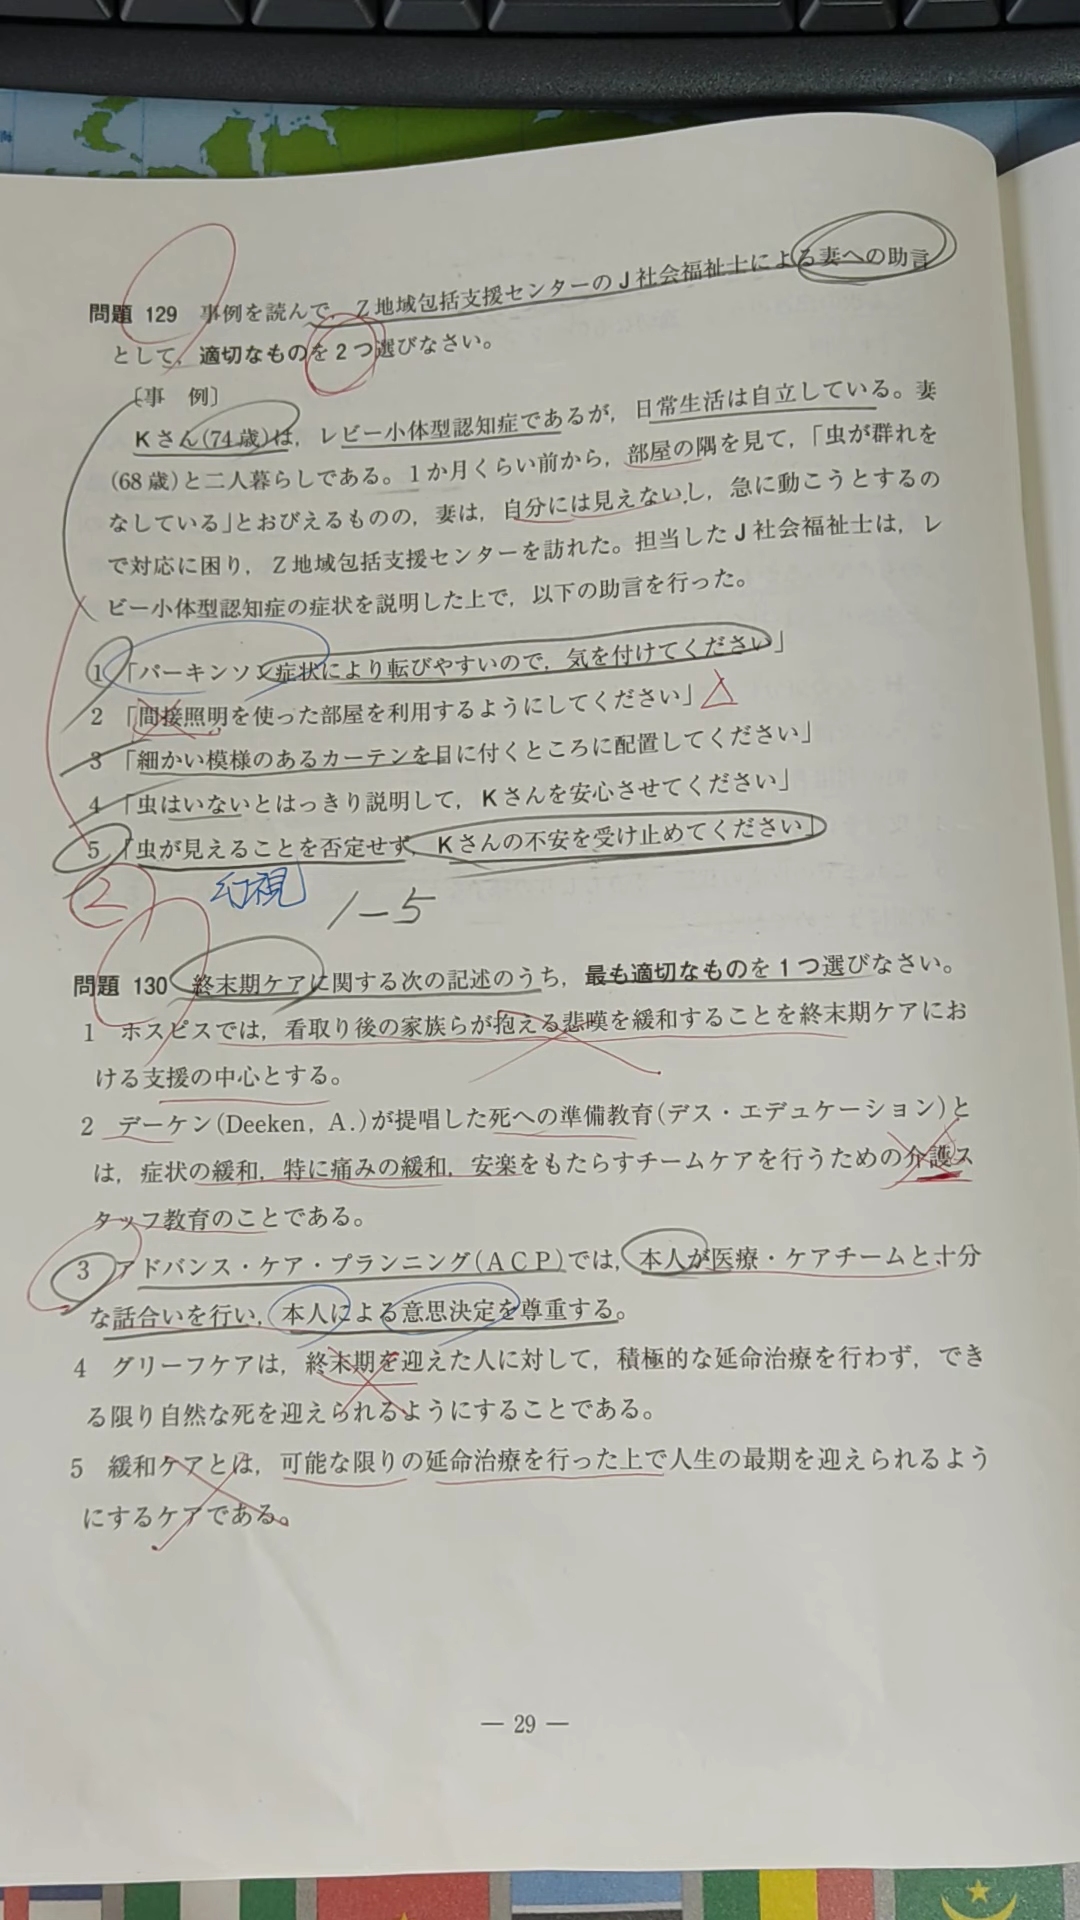 問題 129 事例を読んで，Z地域包括支援センターのJ社会福祉士による妻への助言
として，適切なものを2つ選びなさい。
〔事 例〕
Kさん(74歳)は，レビー小体型認知症であるが，日常生活は自立している。妻
(68歳)と二人暮らしである。1か月くらい前から，部屋の隅を見て，「虫が群れを
なしている」とおびえるものの，妻は，自分には見えないし，急に動こうとするの
で対応に困り，Z地域包括支援センターを訪れた。担当したJ社会福祉士は，レ
ビー小体型認知症の症状を説明した上で，以下の助言を行った。
1 「パーキンソン症状により転びやすいので，気を付けてください」
2 「間接照明を使った部屋を利用するようにしてください」
3 「細かい模様のあるカーテンを目に付くところに配置してください」
4 「虫はいないとはっきり説明して，Kさんを安心させてください」
5 「虫が見えることを否定せず，Kさんの不安を受け止めてください」
② 幻視 1-5
問題 130 終末期ケアに関する次の記述のうち，最も適切なものを1つ選びなさい。
1 ホスピスでは，看取り後の家族らが抱える悲嘆を緩和することを終末期ケアにお
ける支援の中心とする。
2 デーケン(Deeken, A.)が提唱した死への準備教育(デス・エデュケーション)と
は，症状の緩和，特に痛みの緩和，安楽をもたらすチームケアを行うための介護ス
タッフ教育のことである。
3 アドバンス・ケア・プランニング(ACP)では，本人が医療・ケアチームと十分
な話合いを行い，本人による意思決定を尊重する。
4 グリーフケアは，終末期を迎えた人に対して，積極的な延命治療を行わず，でき
る限り自然な死を迎えられるようにすることである。
5 緩和ケアとは，可能な限りの延命治療を行った上で人生の最期を迎えられるよう
にするケアである。
― 29 ―